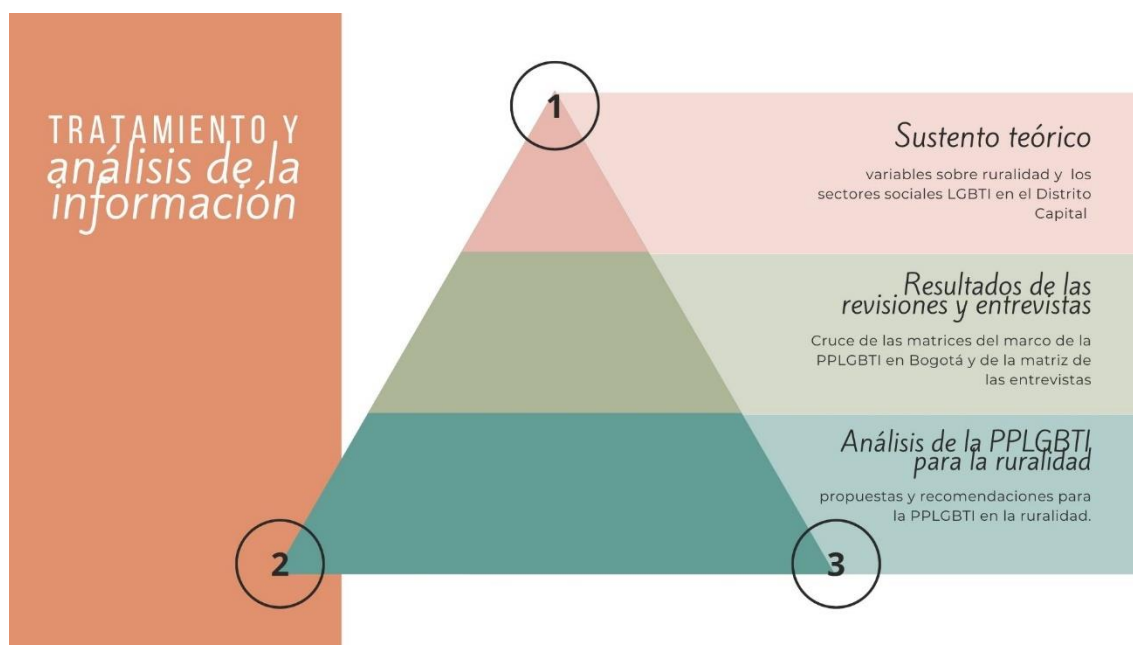 TRATAMIENTO Y
análisis de la
información
1
Sustento teórico
variables sobre ruralidad y los
sectores sociales LGBTI en el Distrito
Capital
Resultados de las
revisiones y entrevistas
Cruce de las matrices del marco de la
PPLGBTI en Bogotá y de la matriz de
las entrevistas
Análisis de la PPLGBTI
para la ruralidad
propuestas y recomendaciones para
la PPLGBTI en la ruralidad.
2
3